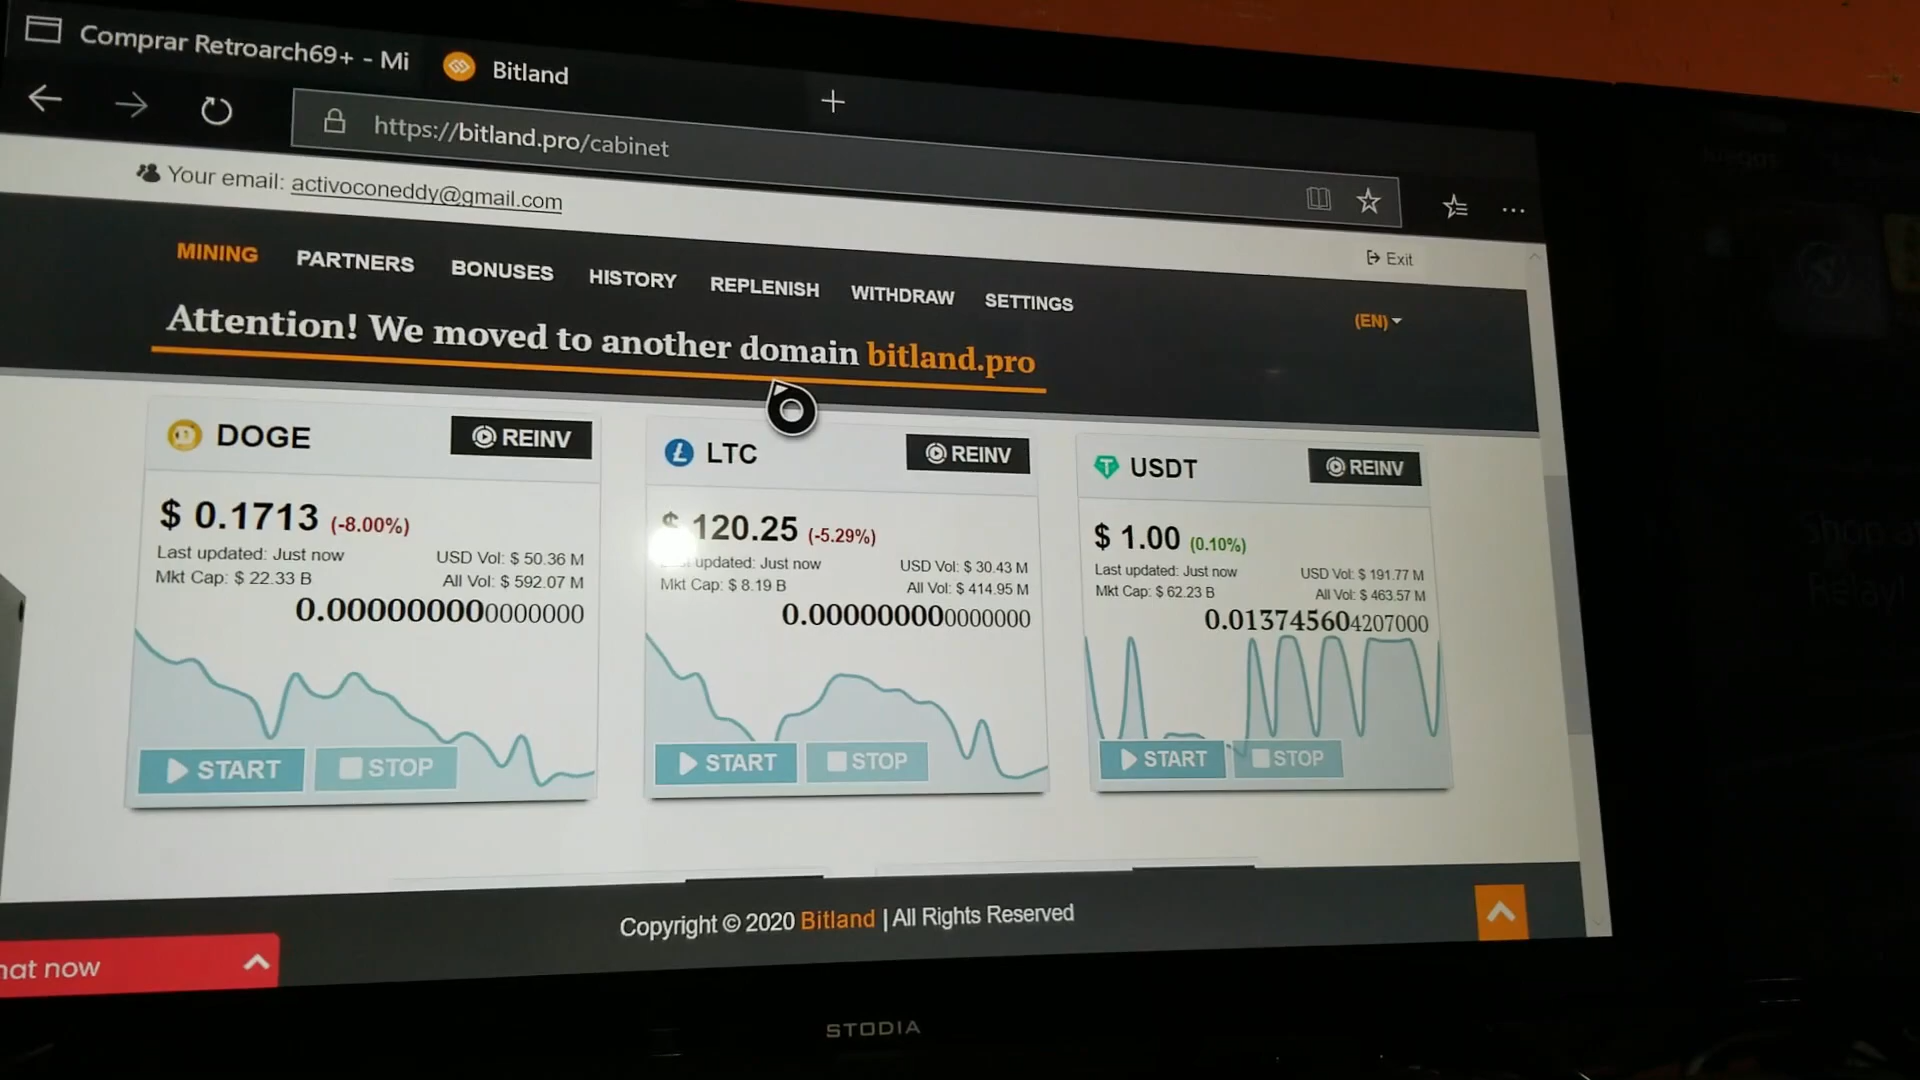 Comprar Retroarch69+ - Mi
Bitland
https://bitland.pro/cabinet
Your email: activoconeddy@gmail.com
Exit
MINING PARTNERS BONUSES HISTORY REPLENISH WITHDRAW SETTINGS
(EN)
Attention! We moved to another domain bitland.pro
DOGE REINV
$ 0.1713 (-8.00%)
Last updated: Just now USD Vol: $ 50.36 M
Mkt Cap: $ 22.33 B All Vol: $ 592.07 M
0.0000000000000000
START STOP
LTC REINV
$ 120.25 (-5.29%)
updated: Just now USD Vol: $ 30.43 M
Mkt Cap: $ 8.19 B All Vol: $ 414.95 M
0.0000000000000000
START STOP
USDT REINV
$ 1.00 (0.10%)
Last updated: Just now USD Vol: $ 191.77 M
Mkt Cap: $ 62.23 B All Vol: $ 463.57 M
0.013745604207000
START STOP
Copyright © 2020 Bitland | All Rights Reserved
hat now
STODIA